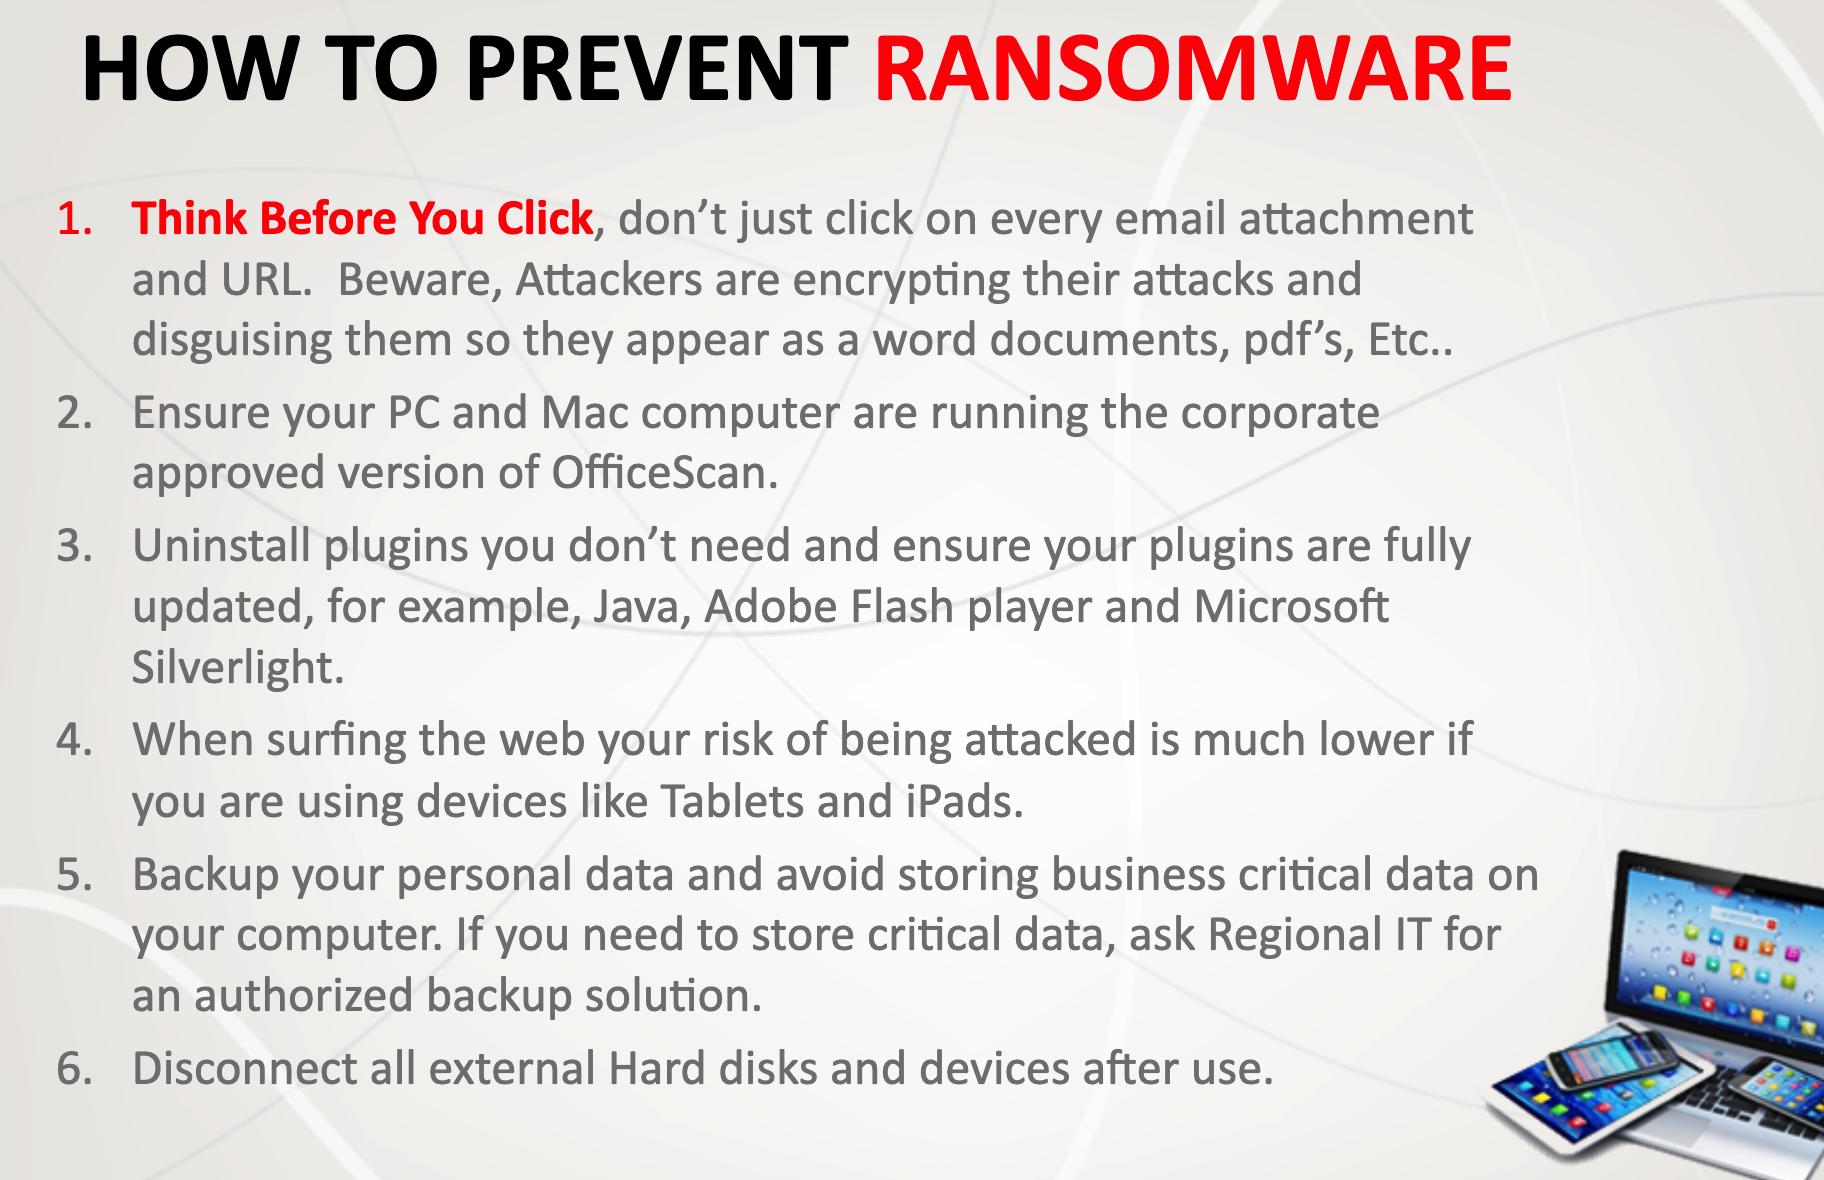 HOW TO PREVENT RANSOMWARE
1. Think Before You Click, don’t just click on every email attachment
and URL.  Beware, Attackers are encrypting their attacks and
disguising them so they appear as a word documents, pdf’s, Etc..
2. Ensure your PC and Mac computer are running the corporate
approved version of OfficeScan.
3. Uninstall plugins you don’t need and ensure your plugins are fully
updated, for example, Java, Adobe Flash player and Microsoft
Silverlight.
4. When surfing the web your risk of being attacked is much lower if
you are using devices like Tablets and iPads.
5. Backup your personal data and avoid storing business critical data on
your computer. If you need to store critical data, ask Regional IT for
an authorized backup solution.
6. Disconnect all external Hard disks and devices after use.